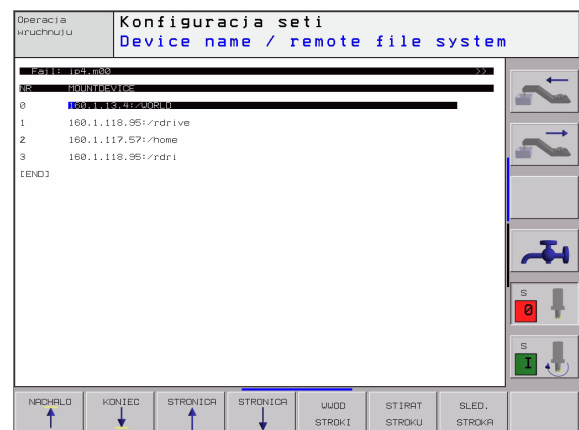 Operacja
wruchnuju
Konfiguracja seti
Device name / remote file system
Fajl: ip4.m00 >>
NR MOUNTDEVICE
0 160.1.13.4:/WORLD
1 160.1.118.95:/rdrive
2 160.1.117.57:/home
3 160.1.118.95:/rdri
[END]
S
0
S
I
NACHALO KONIEC STRONICA STRONICA WWOD STROKI STIRAT STROKU SLED. STROKA